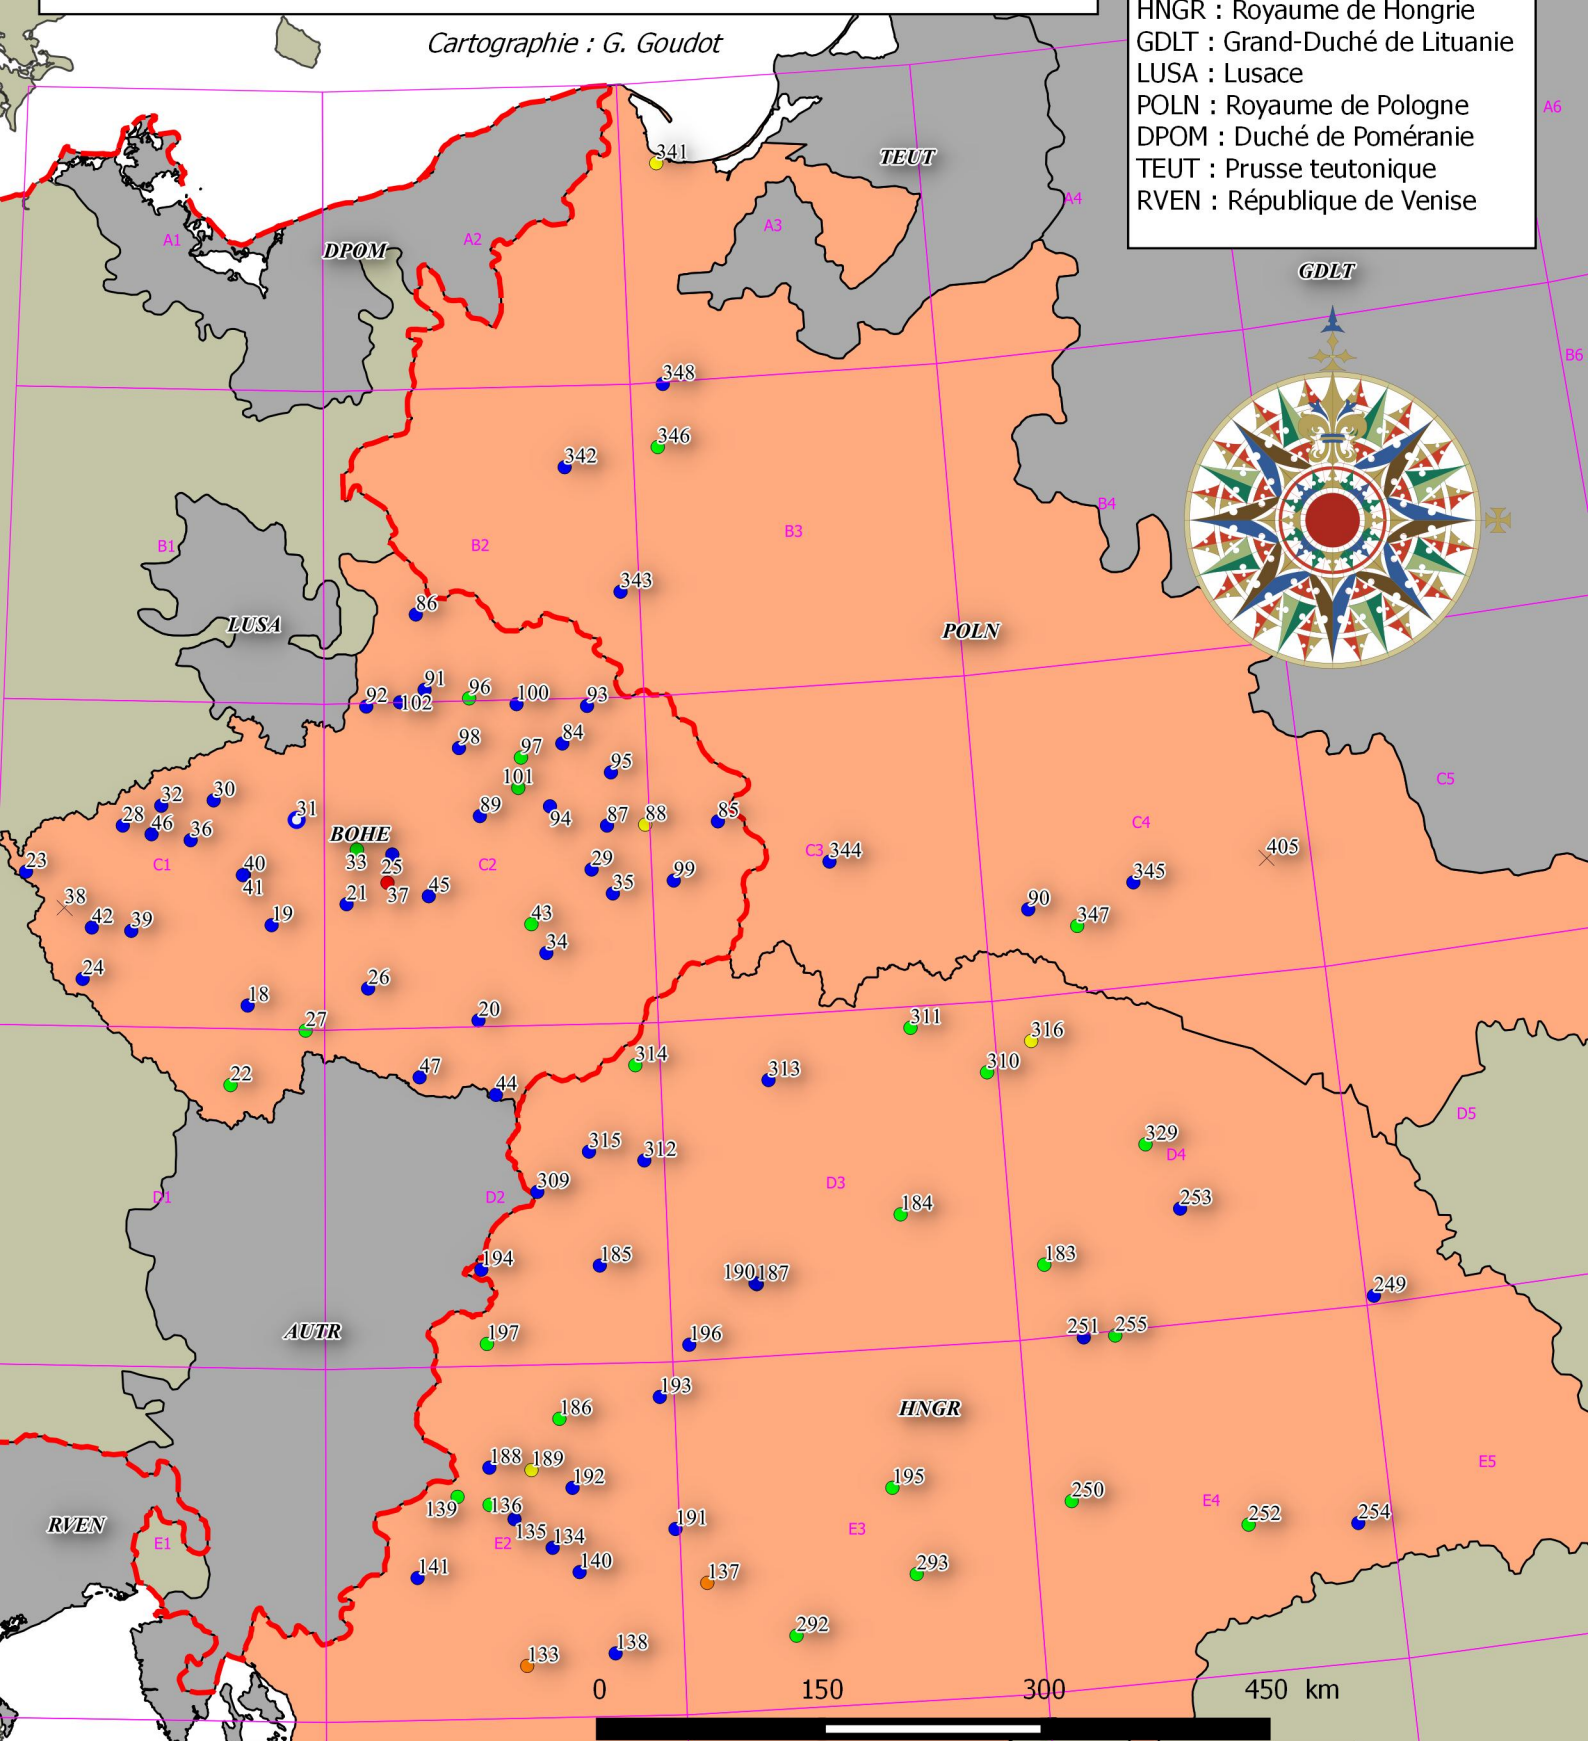 HNGR : Royaume de Hongrie
Cartographie : G. Goudot
GDLT : Grand-Duché de Lituanie
LUSA : Lusace
POLN : Royaume de Pologne
A6
DPOM : Duché de Poméranie
341
TEUT
TEUT : Prusse teutonique
A4
RVEN : République de Venise
A1
A2
A3
DPOM
GDLT
B6
348
346
342
B4
B1
B2
B3
343
86
LUSA
POLN
91
96
92
102
100
93
98
84
97
95
101
C5
32
30
31
28
46
36
BOHE
89
94
87
88
85
C4
23
C1
40
33
25
C2
29
C3
344
405
38
41
21
37
45
35
99
345
42
39
19
43
90
347
34
24
26
18
20
27
311
316
314
310
22
47
313
44
D5
329
315
312
D4
309
D1
D2
D3
184
253
194
185
183
190
187
249
197
196
251
255
AUTR
193
186
HNGR
188
189
E5
192
195
250
E4
139
136
252
254
RVEN
135
191
E3
E1
E2
134
141
140
137
293
292
133
138
0 150 300 450 km